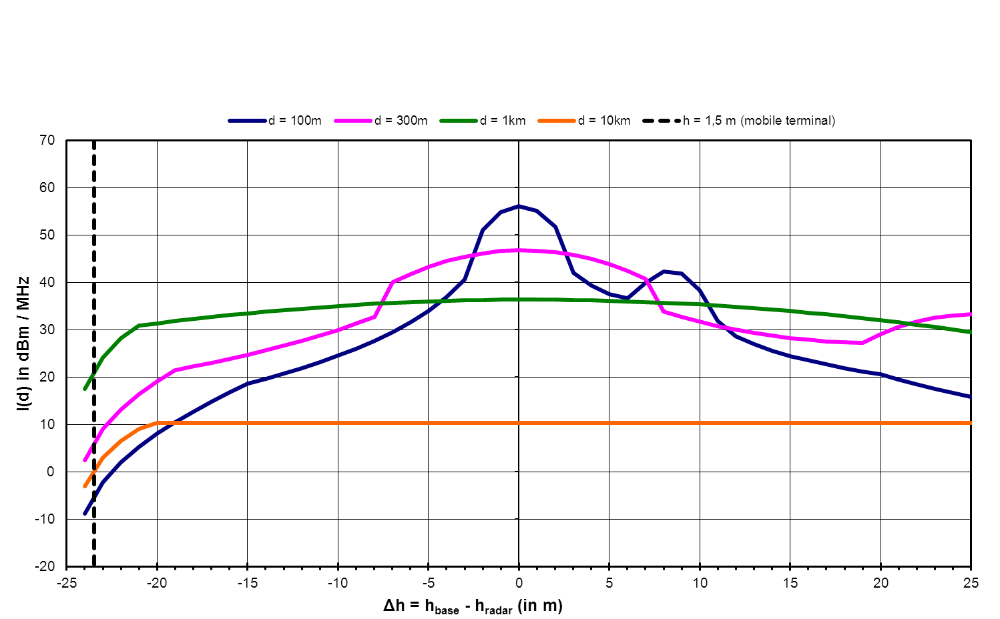 d = 100m d = 300m d = 1km d = 10km h = 1,5 m (mobile terminal)
70
60
50
40
30
20
10
0
-10
-20
I(d) in dBm / MHz
-25 -20 -15 -10 -5 0 5 10 15 20 25
Δh = hbase - hradar (in m)